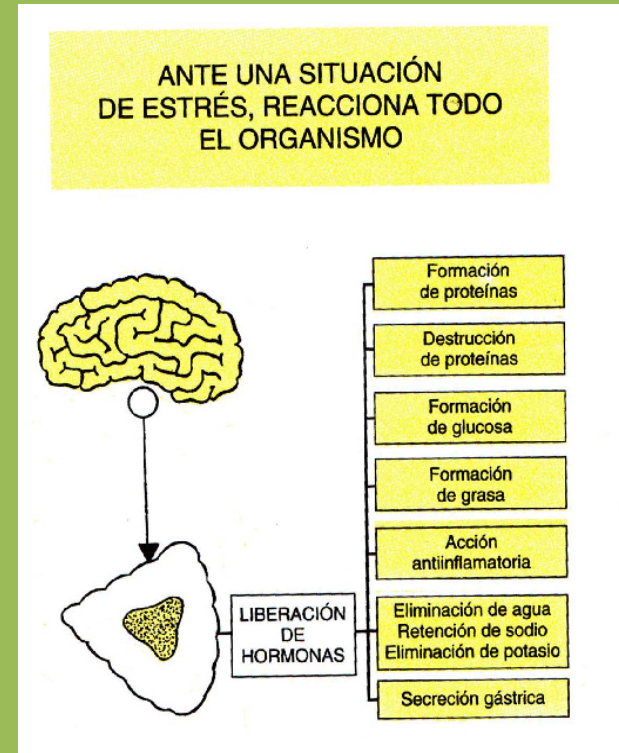 ANTE UNA SITUACIÓN
DE ESTRÉS, REACCIONA TODO
EL ORGANISMO
Formación
de proteínas
Destrucción
de proteínas
Formación
de glucosa
Formación
de grasa
Acción
antiinflamatoria
LIBERACIÓN
DE
HORMONAS
Eliminación de agua
Retención de sodio
Eliminación de potasio
Secreción gástrica